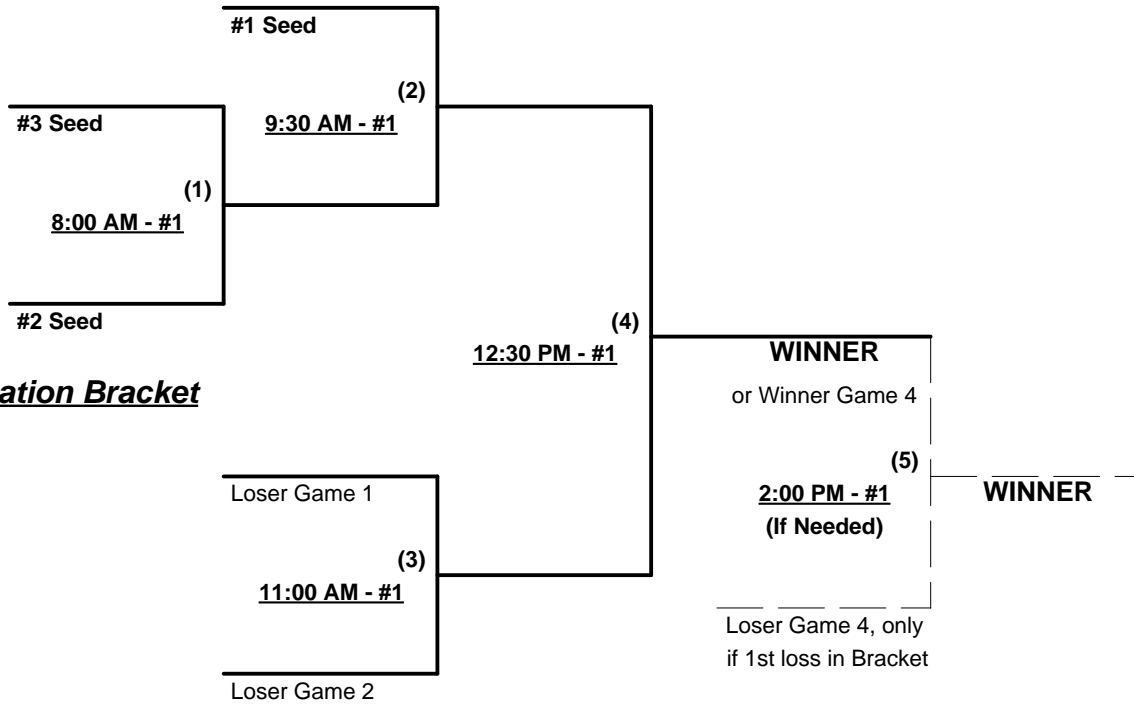 #1 Seed
(2)
9:30 AM - #1
#3 Seed
(1)
8:00 AM - #1
#2 Seed
(4)
12:30 PM - #1
WINNER
or Winner Game 4
ation Bracket
Loser Game 1
(3)
11:00 AM - #1
Loser Game 2
(5)
2:00 PM - #1
(If Needed)
WINNER
Loser Game 4, only
if 1st loss in Bracket